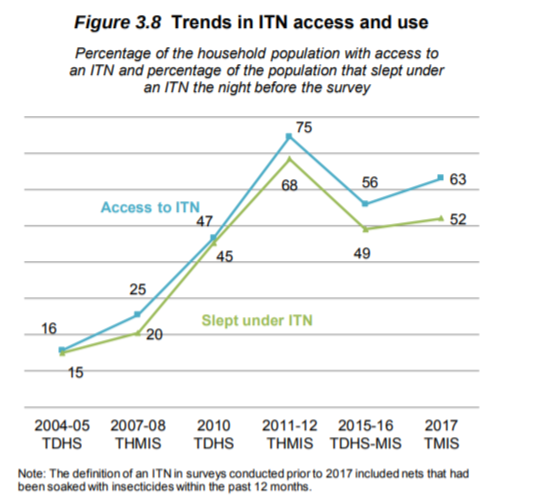 Figure 3.8 Trends in ITN access and use
Percentage of the household population with access to
an ITN and percentage of the population that slept under
an ITN the night before the survey
75
68
56
63
Access to ITN
47
52
45
49
25
Slept under ITN
16
20
15
2004-05 2007-08 2010 2011-12 2015-16 2017
TDHS THMIS TDHS THMIS TDHS-MIS TMIS
Note: The definition of an ITN in surveys conducted prior to 2017 included nets that had
been soaked with insecticides within the past 12 months.